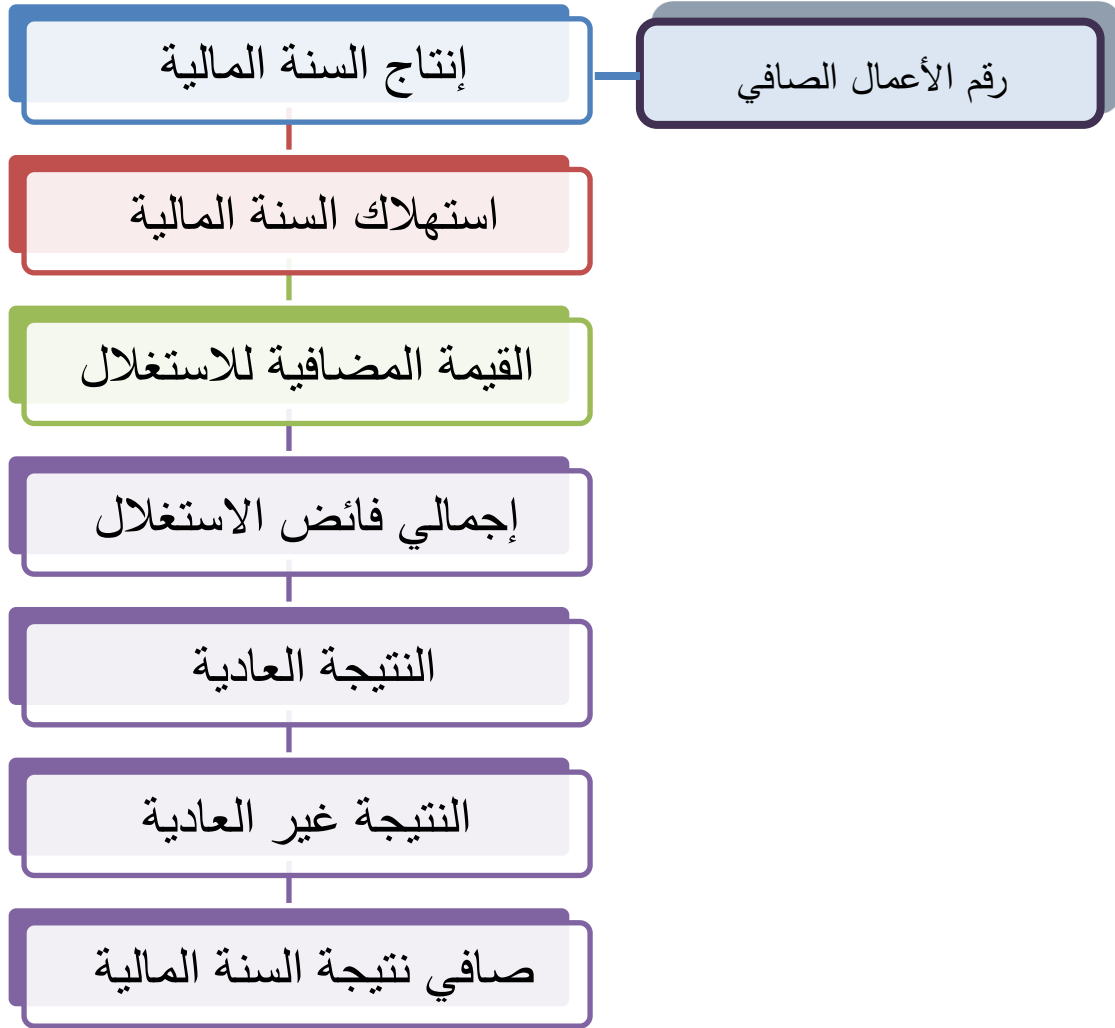 إنتاج السنة المالية
رقم الأعمال الصافي
استهلاك السنة المالية
القيمة المضافية للاستغلال
إجمالي فائض الاستغلال
النتيجة العادية
النتيجة غير العادية
صافي نتيجة السنة المالية